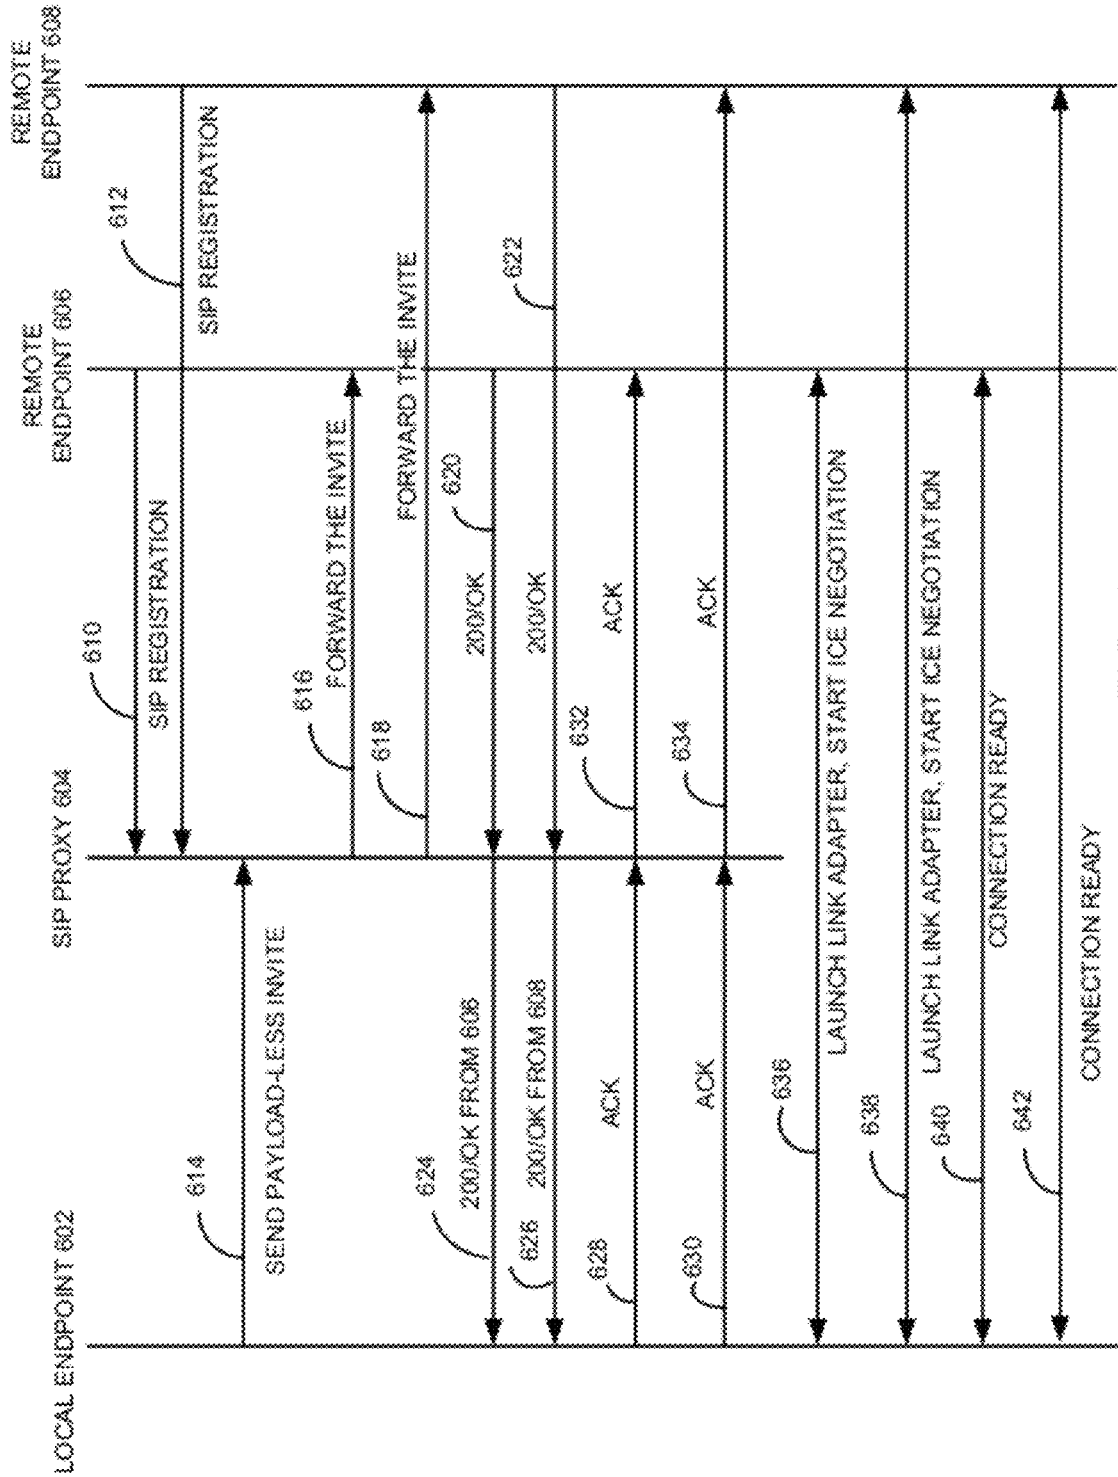 LOCAL ENDPOINT 602
SIP PROXY 604
REMOTE
ENDPOINT 606
REMOTE
ENDPOINT 608
610
SIP REGISTRATION
612
SIP REGISTRATION
614
SEND PAYLOAD-LESS INVITE
616
FORWARD THE INVITE
618
FORWARD THE INVITE
624
200/OK FROM 606
200/OK
620
626
200/OK FROM 608
200/OK
622
628
ACK
632
ACK
630
ACK
634
ACK
636
LAUNCH LINK ADAPTER, START ICE NEGOTIATION
638
LAUNCH LINK ADAPTER, START ICE NEGOTIATION
640
CONNECTION READY
642
CONNECTION READY